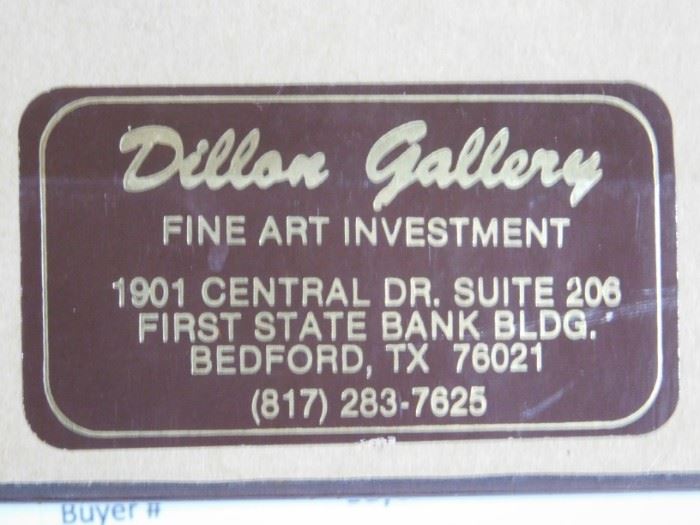 Dillon Gallery
FINE ART INVESTMENT
1901 CENTRAL DR. SUITE 206
FIRST STATE BANK BLDG.
BEDFORD, TX 76021
(817) 283-7625
Buyer #